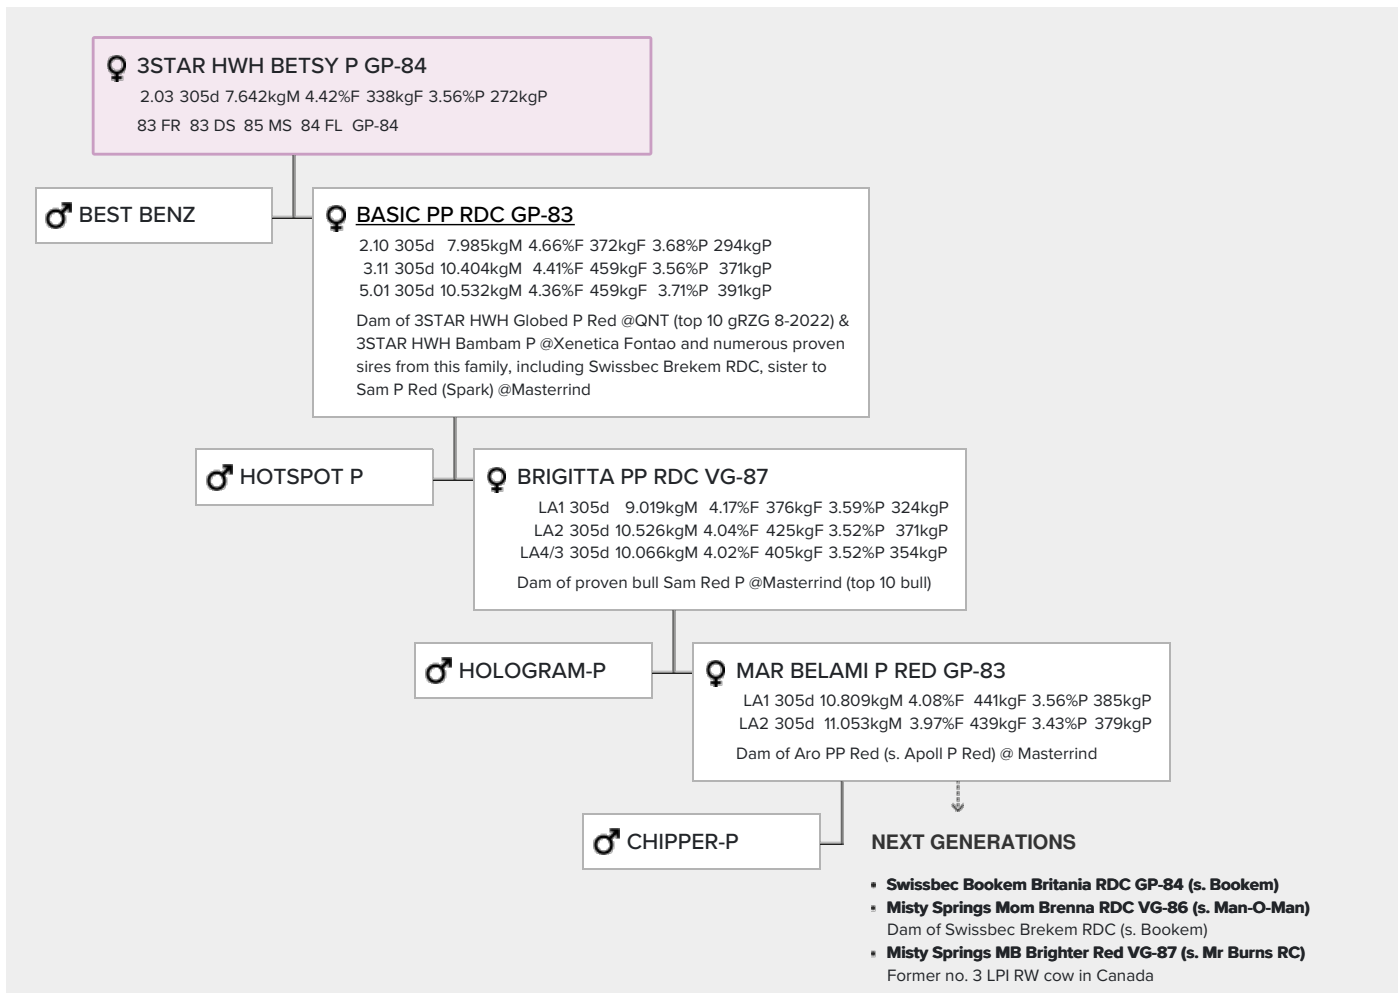 3STAR HWH BETSY P GP-84
2.03 305d 7.642kgM 4.42%F 338kgF 3.56%P 272kgP
83 FR 83 DS 85 MS 84 FL GP-84
BEST BENZ
BASIC PP RDC GP-83
2.10 305d 7.985kgM 4.66%F 372kgF 3.68%P 294kgP
3.11 305d 10.404kgM 4.41%F 459kgF 3.56%P 371kgP
5.01 305d 10.532kgM 4.36%F 459kgF 3.71%P 391kgP
Dam of 3STAR HWH Globed P Red @QNT (top 10 gRZG 8-2022) &
3STAR HWH Bambam P @Xenetica Fontao and numerous proven
sires from this family, including Swissbec Brekem RDC, sister to
Sam P Red (Spark) @Masterrind
HOTSPOT P
BRIGITTA PP RDC VG-87
LA1 305d 9.019kgM 4.17%F 376kgF 3.59%P 324kgP
LA2 305d 10.526kgM 4.04%F 425kgF 3.52%P 371kgP
LA4/3 305d 10.066kgM 4.02%F 405kgF 3.52%P 354kgP
Dam of proven bull Sam Red P @Masterrind (top 10 bull)
HOLOGRAM-P
MAR BELAMI P RED GP-83
LA1 305d 10.809kgM 4.08%F 441kgF 3.56%P 385kgP
LA2 305d 11.053kgM 3.97%F 439kgF 3.43%P 379kgP
Dam of Aro PP Red (s. Apoll P Red) @ Masterrind
CHIPPER-P
NEXT GENERATIONS
• Swissbec Bookem Britania RDC GP-84 (s. Bookem)
• Misty Springs Mom Brenna RDC VG-86 (s. Man-O-Man)
Dam of Swissbec Brekem RDC (s. Bookem)
• Misty Springs MB Brighter Red VG-87 (s. Mr Burns RC)
Former no. 3 LPI RW cow in Canada